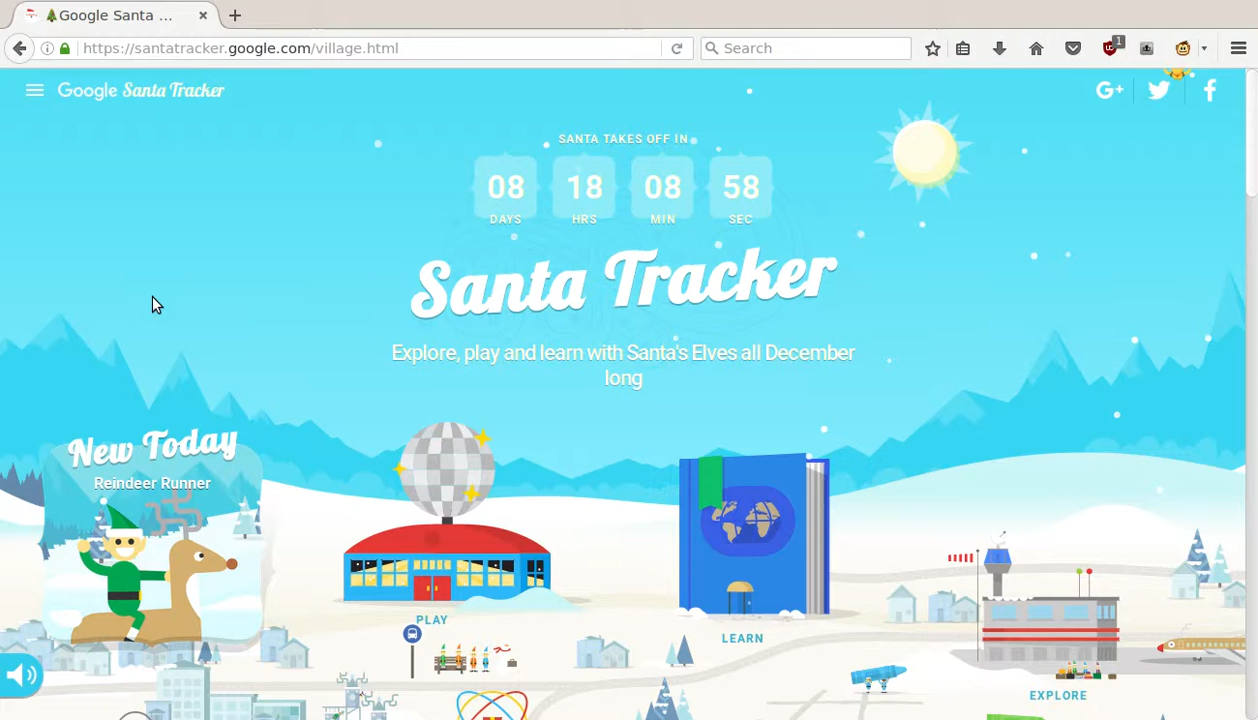 Google Santa ...
https://santatracker.google.com/village.html
Search
1
Google Santa Tracker
G+
SANTA TAKES OFF IN
08 18 08 58
DAYS HRS MIN SEC
Santa Tracker
Explore, play and learn with Santa's Elves all December
long
New Today
Reindeer Runner
PLAY
LEARN
EXPLORE